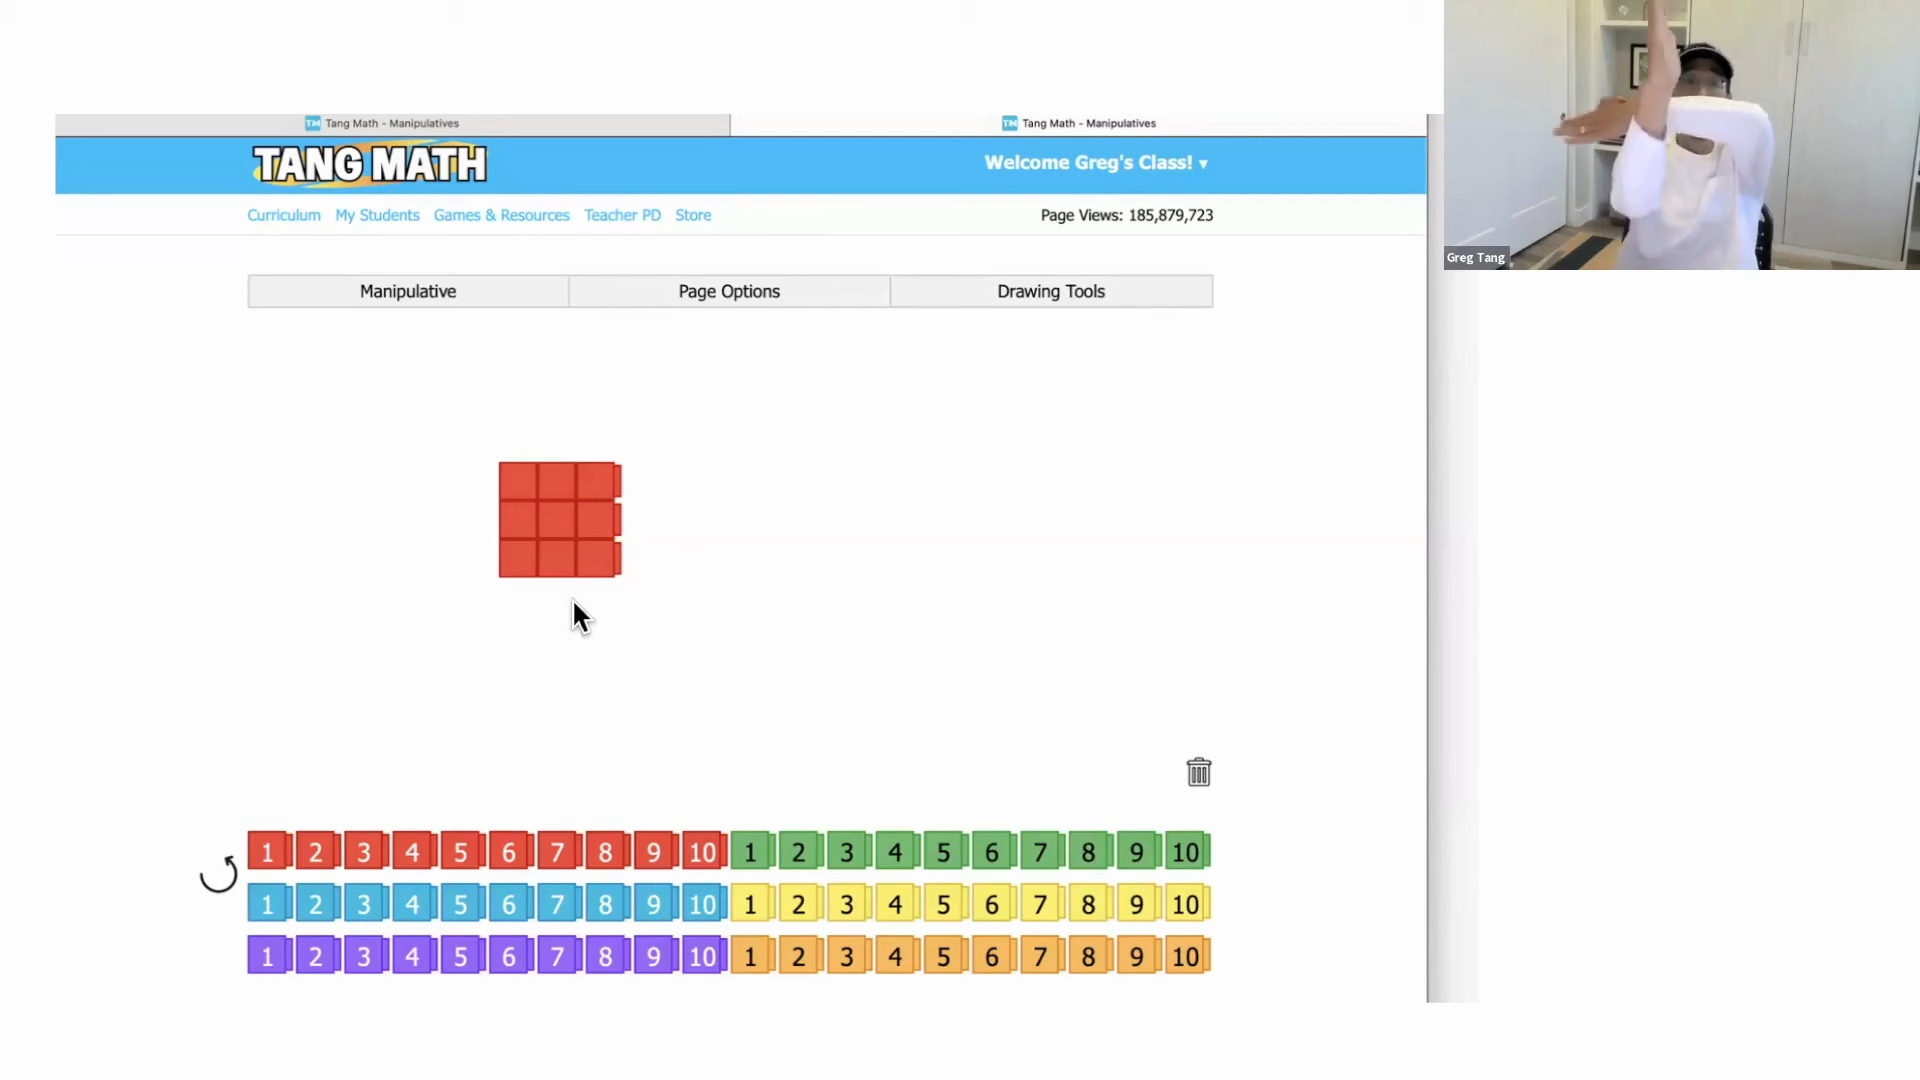 TM Tang Math - Manipulatives
TM Tang Math - Manipulatives
TANG MATH
Welcome Greg's Class! ▾
Curriculum My Students Games & Resources Teacher PD Store
Page Views: 185,879,723
Manipulative Page Options Drawing Tools
Greg Tang
1 2 3 4 5 6 7 8 9 10 1 2 3 4 5 6 7 8 9 10
1 2 3 4 5 6 7 8 9 10 1 2 3 4 5 6 7 8 9 10
1 2 3 4 5 6 7 8 9 10 1 2 3 4 5 6 7 8 9 10